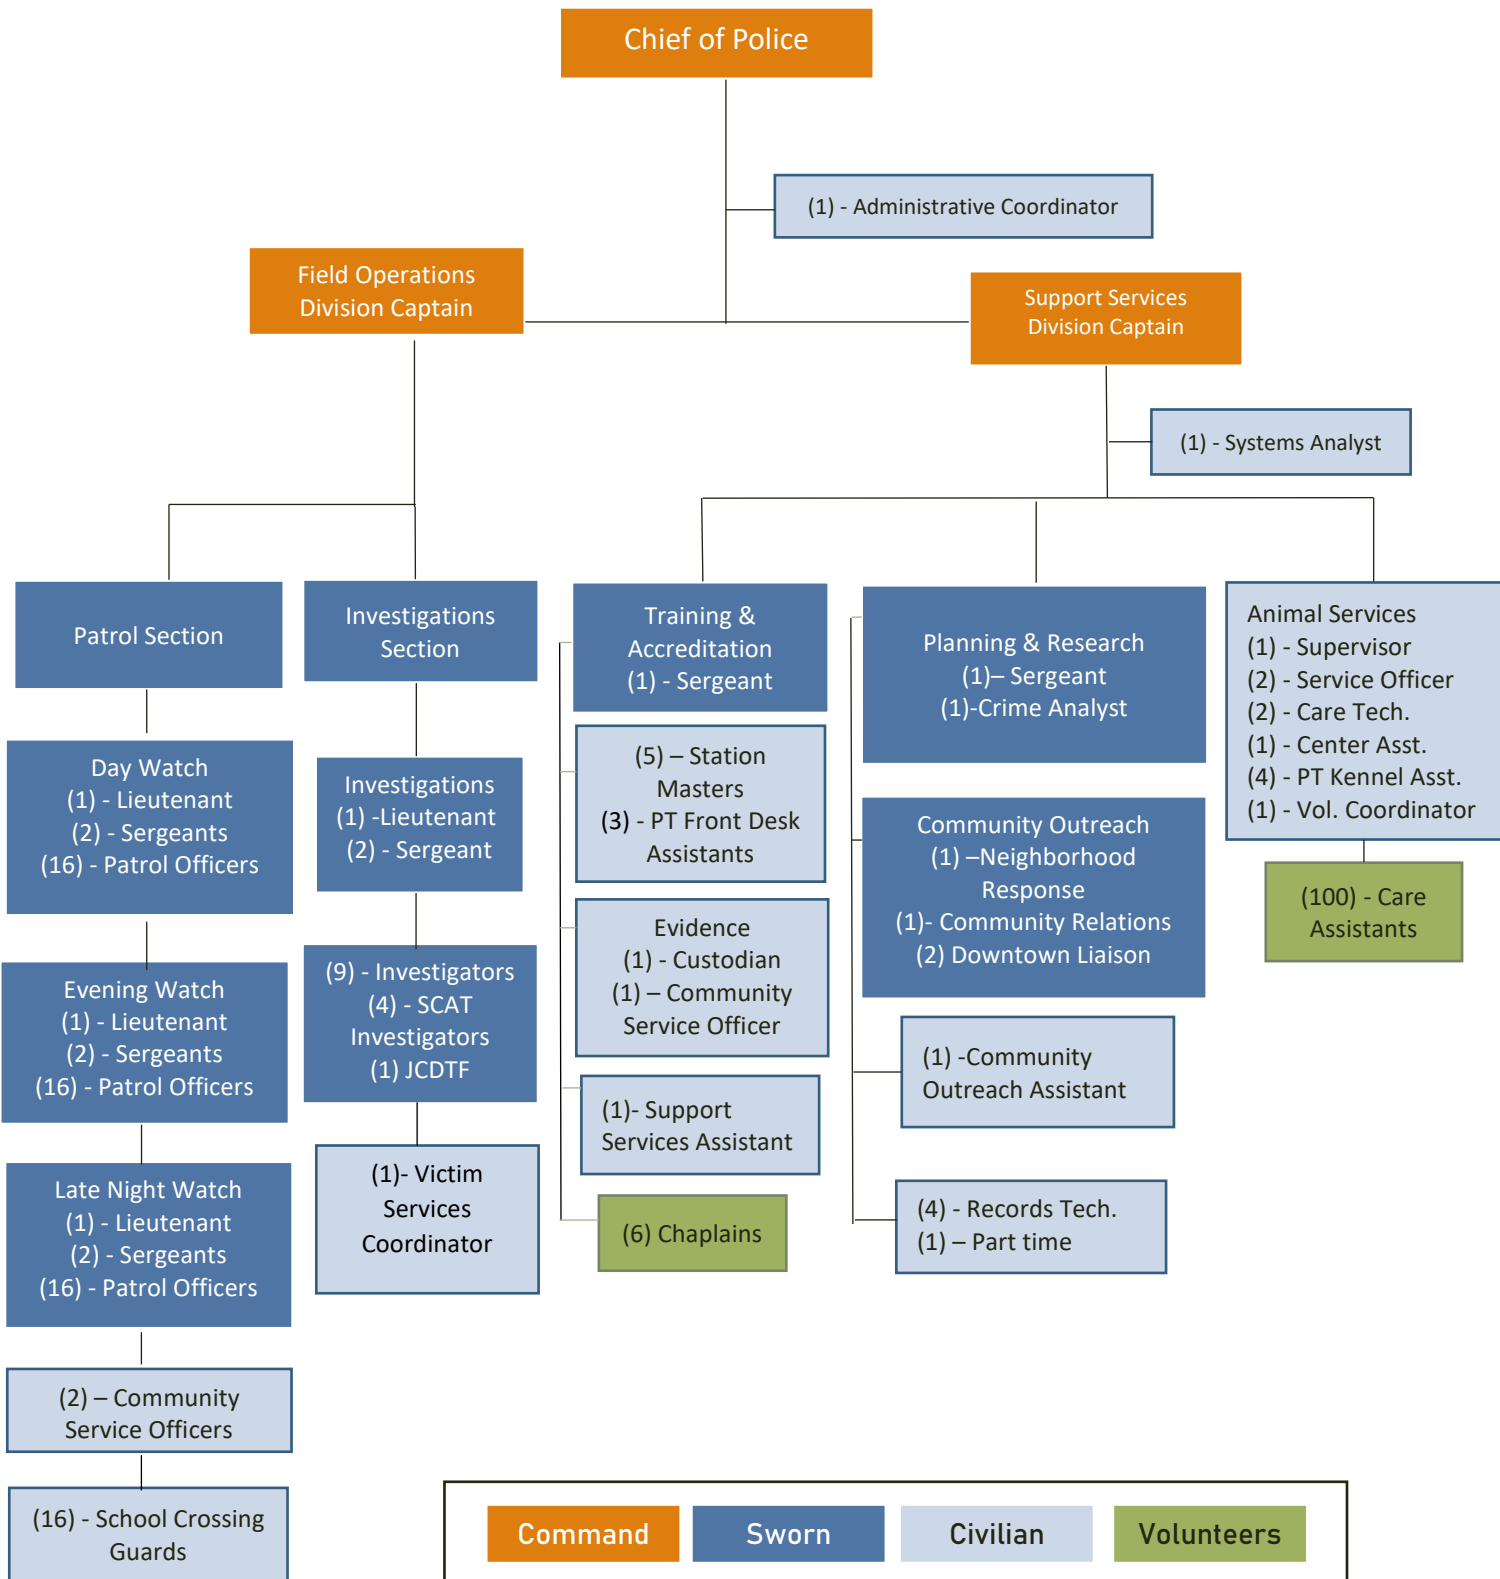 Chief of Police
(1) - Administrative Coordinator
Field Operations
Division Captain
Support Services
Division Captain
(1) - Systems Analyst
Patrol Section
Investigations
Section
Training &
Accreditation
(1) - Sergeant
Planning & Research
(1)– Sergeant
(1)-Crime Analyst
Animal Services
(1) - Supervisor
(2) - Service Officer
(2) - Care Tech.
(1) - Center Asst.
(4) - PT Kennel Asst.
(1) - Vol. Coordinator
Day Watch
(1) - Lieutenant
(2) - Sergeants
(16) - Patrol Officers
Investigations
(1) -Lieutenant
(2) - Sergeant
(5) – Station
Masters
(3) - PT Front Desk
Assistants
Community Outreach
(1) –Neighborhood
Response
(1)- Community Relations
(2) Downtown Liaison
(100) - Care
Assistants
Evening Watch
(1) - Lieutenant
(2) - Sergeants
(16) - Patrol Officers
(9) - Investigators
(4) - SCAT
Investigators
(1) JCDTF
Evidence
(1) - Custodian
(1) – Community
Service Officer
(1) -Community
Outreach Assistant
(1)- Support
Services Assistant
Late Night Watch
(1) - Lieutenant
(2) - Sergeants
(16) - Patrol Officers
(1)- Victim
Services
Coordinator
(6) Chaplains
(4) - Records Tech.
(1) – Part time
(2) – Community
Service Officers
(16) - School Crossing
Guards
Command
Sworn
Civilian
Volunteers